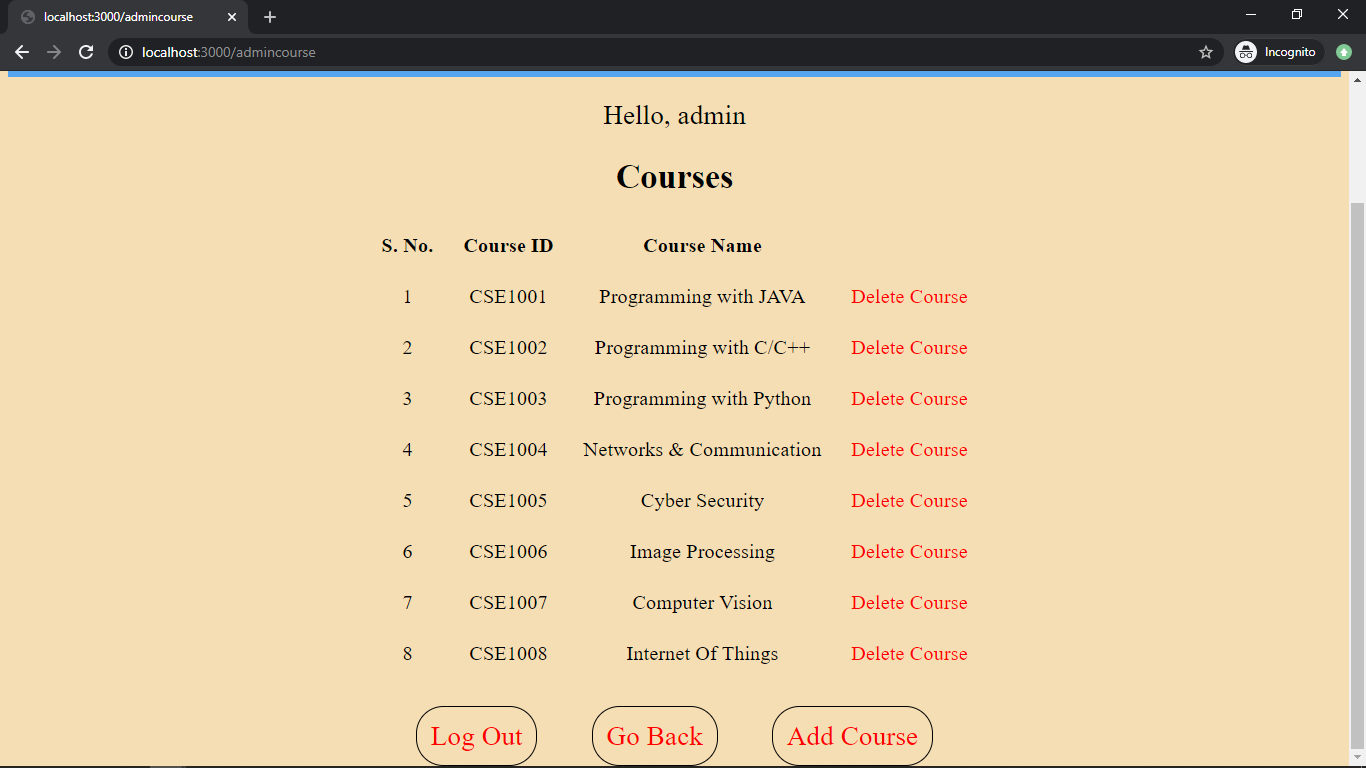 localhost:3000/admincourse
localhost:3000/admincourse
Incognito
Hello, admin
Courses
S. No. Course ID Course Name
1 CSE1001 Programming with JAVA Delete Course
2 CSE1002 Programming with C/C++ Delete Course
3 CSE1003 Programming with Python Delete Course
4 CSE1004 Networks & Communication Delete Course
5 CSE1005 Cyber Security Delete Course
6 CSE1006 Image Processing Delete Course
7 CSE1007 Computer Vision Delete Course
8 CSE1008 Internet Of Things Delete Course
Log Out Go Back Add Course